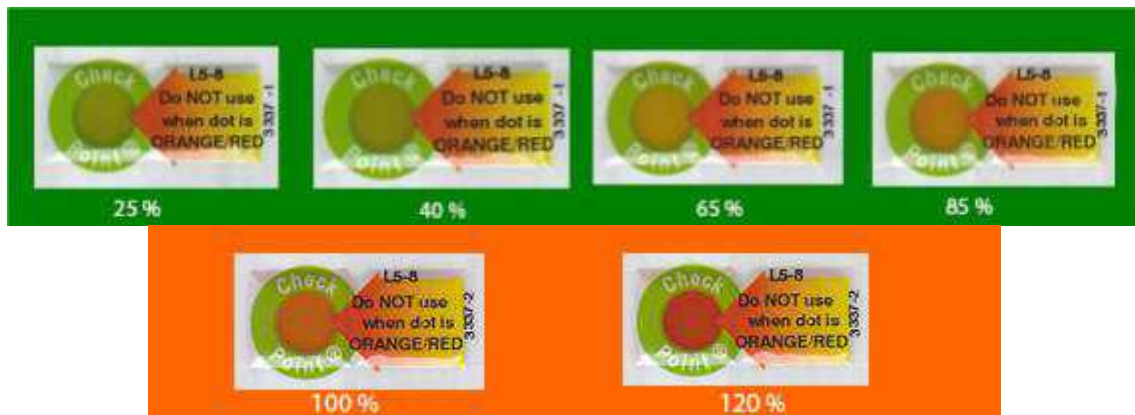 Check
Point®
L5-8
Do NOT use
when dot is
ORANGE/RED
3337-1
25 %
Check
Point®
L5-8
Do NOT use
when dot is
ORANGE/RED
3337-1
40 %
Check
Point®
L5-8
Do NOT use
when dot is
ORANGE/RED
3337-1
65 %
Check
Point®
L5-8
Do NOT use
when dot is
ORANGE/RED
3337-1
85 %
Check
Point®
L5-8
Do NOT use
when dot is
ORANGE/RED
3337-2
100 %
Check
Point®
L5-8
Do NOT use
when dot is
ORANGE/RED
3337-2
120 %